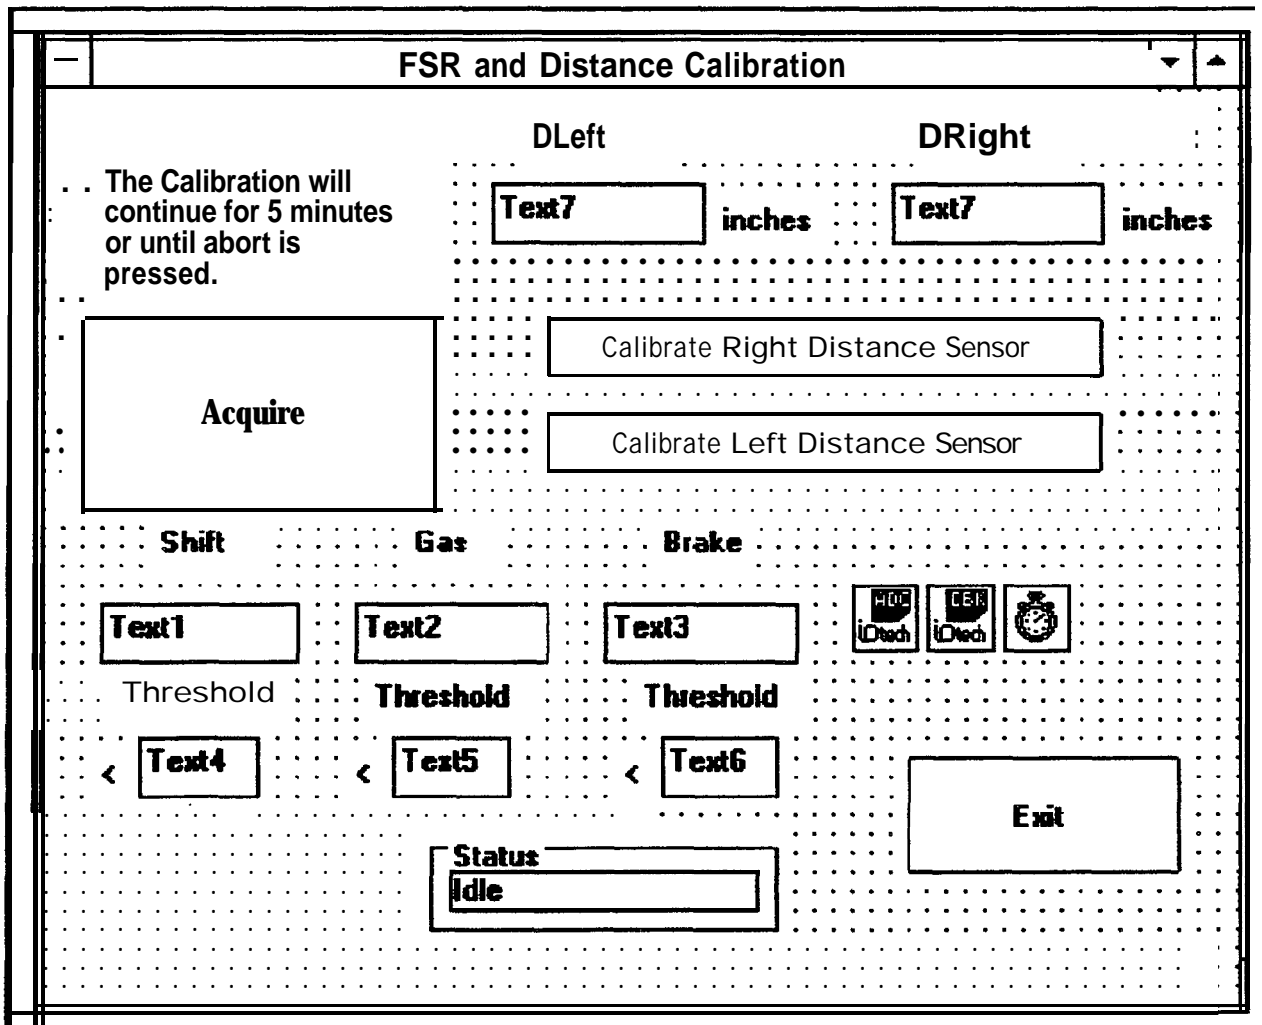 FSR and Distance Calibration
DLeft DRight
The Calibration will
continue for 5 minutes
or until abort is
pressed.
Text7 inches Text7 inches
Calibrate Right Distance Sensor
Acquire
Calibrate Left Distance Sensor
Shift Gas Brake
Text1 Text2 Text3
iOtech iOtech
Threshold Threshold Threshold
< Text4 < Text5 < Text6
Exit
Status
Idle